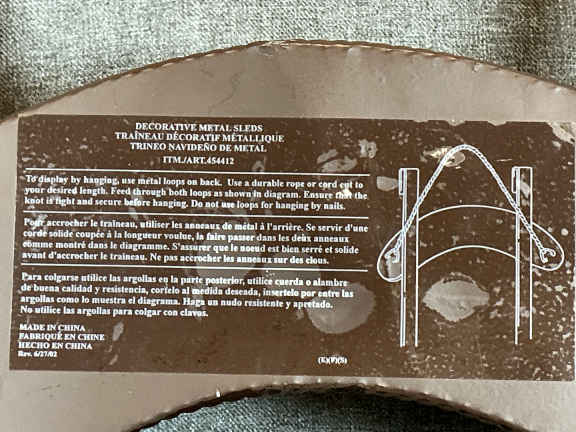 DECORATIVE METAL SLEDS
TRAÎNEAU DÉCORATIF MÉTALLIQUE
TRINEO NAVIDEÑO DE METAL
ITM./ART.454412
To display by hanging, use metal loops on back. Use a durable rope or cord cut to
your desired length. Feed through both loops as shown in diagram. Ensure that the
knot is tight and secure before hanging. Do not use loops for hanging by nails.
Pour accrocher le traîneau, utiliser les anneaux de métal à l'arrière. Se servir d'une
corde solide coupée à la longueur voulue, la faire passer dans les deux anneaux
comme montré dans le diagramme. S'assurer que le noeud est bien serré et solide
avant d'accrocher le traîneau. Ne pas accrocher les anneaux sur des clous.
Para colgarse utilice las argollas en la parte posterior, utilice cuerda o alambre
de buena calidad y resistencia, cortelo al medida deseada, insertelo por entre las
argollas como lo muestra el diagrama. Haga un nudo resistente y apretado.
No utilice las argollas para colgar con clavos.
MADE IN CHINA
FABRIQUÉ EN CHINE
HECHO EN CHINA
Rev. 6/27/02
(E)(F)(S)